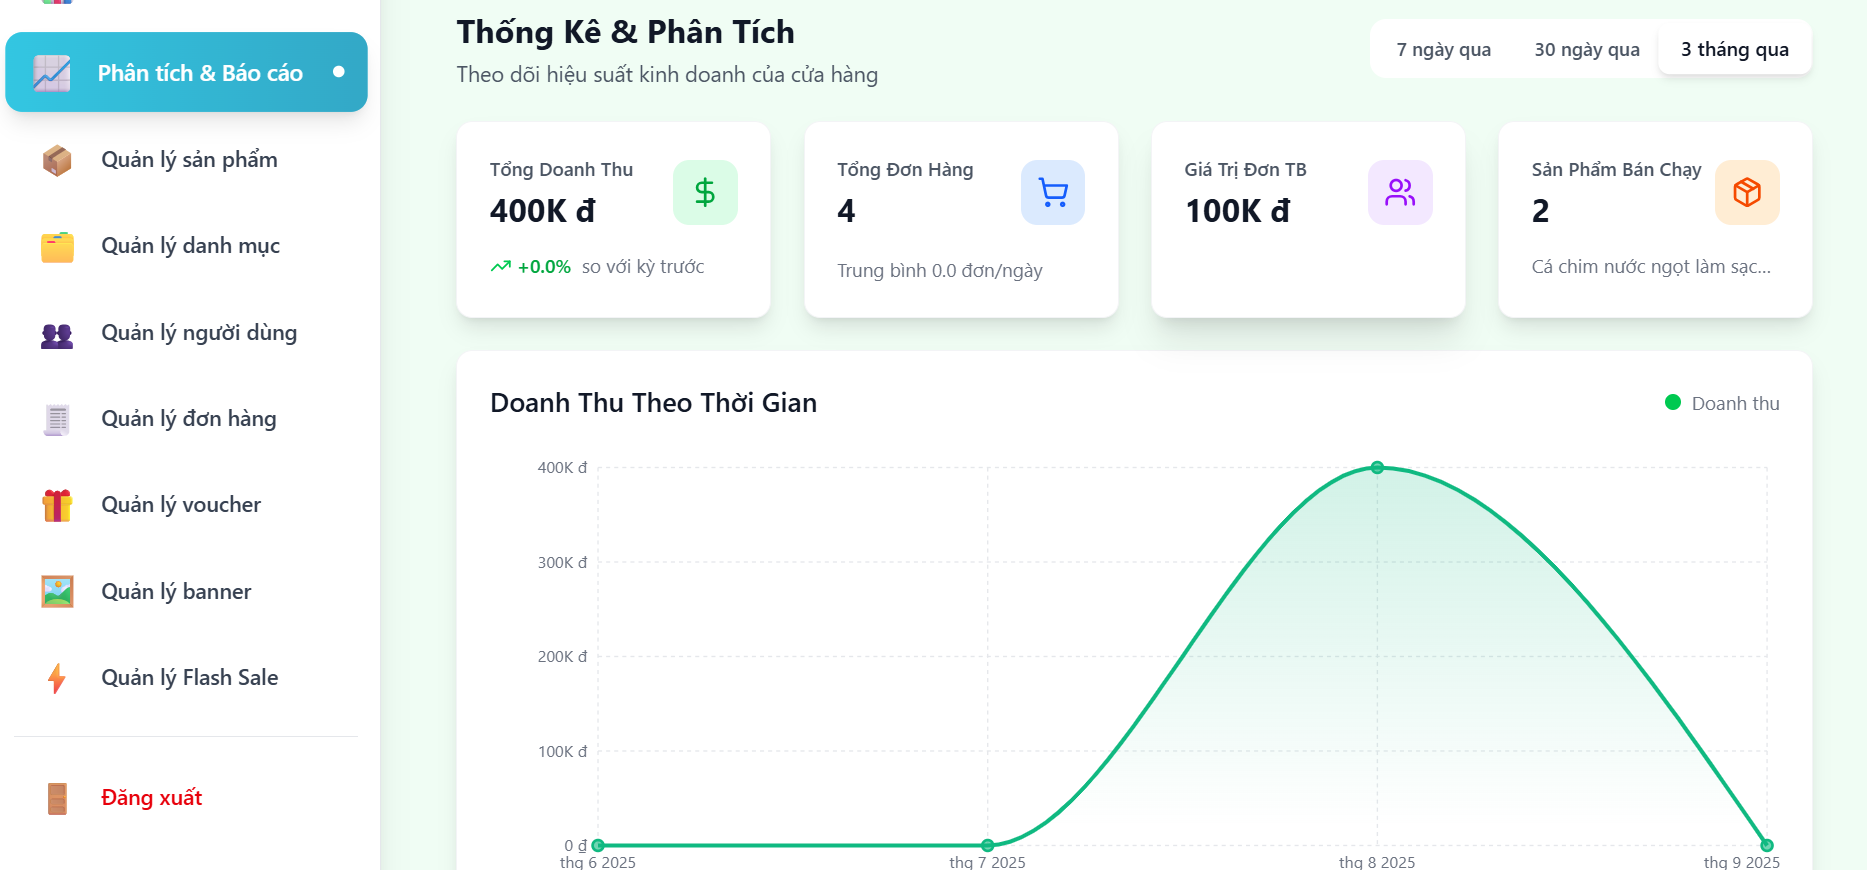 Phân tích & Báo cáo
Quản lý sản phẩm
Quản lý danh mục
Quản lý người dùng
Quản lý đơn hàng
Quản lý voucher
Quản lý banner
Quản lý Flash Sale
Đăng xuất
Thống Kê & Phân Tích
Theo dõi hiệu suất kinh doanh của cửa hàng
7 ngày qua
30 ngày qua
3 tháng qua
Tổng Doanh Thu
400K đ
+0.0% so với kỳ trước
Tổng Đơn Hàng
4
Trung bình 0.0 đơn/ngày
Giá Trị Đơn TB
100K đ
Sản Phẩm Bán Chạy
2
Cá chim nước ngọt làm sạc...
Doanh Thu Theo Thời Gian
Doanh thu
400K đ
300K đ
200K đ
100K đ
0 ₫
thg 6 2025
thg 7 2025
thg 8 2025
thg 9 2025